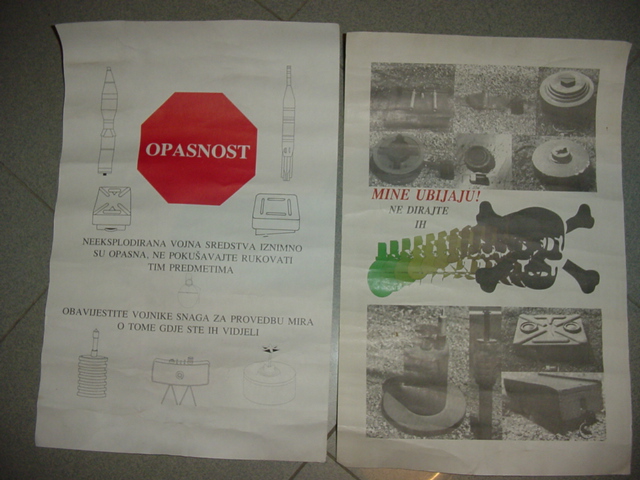 OPASNOST
NEEKSPLODIRANA VOJNA SREDSTVA IZNIMNO
SU OPASNA, NE POKUŠAVAJTE RUKOVATI
TIM PREDMETIMA
OBAVIJESTITE VOJNIKE SNAGA ZA PROVEDBU MIRA
O TOME GDJE STE IH VIDJELI
MINE UBIJAJU!
NE DIRAJTE
IH